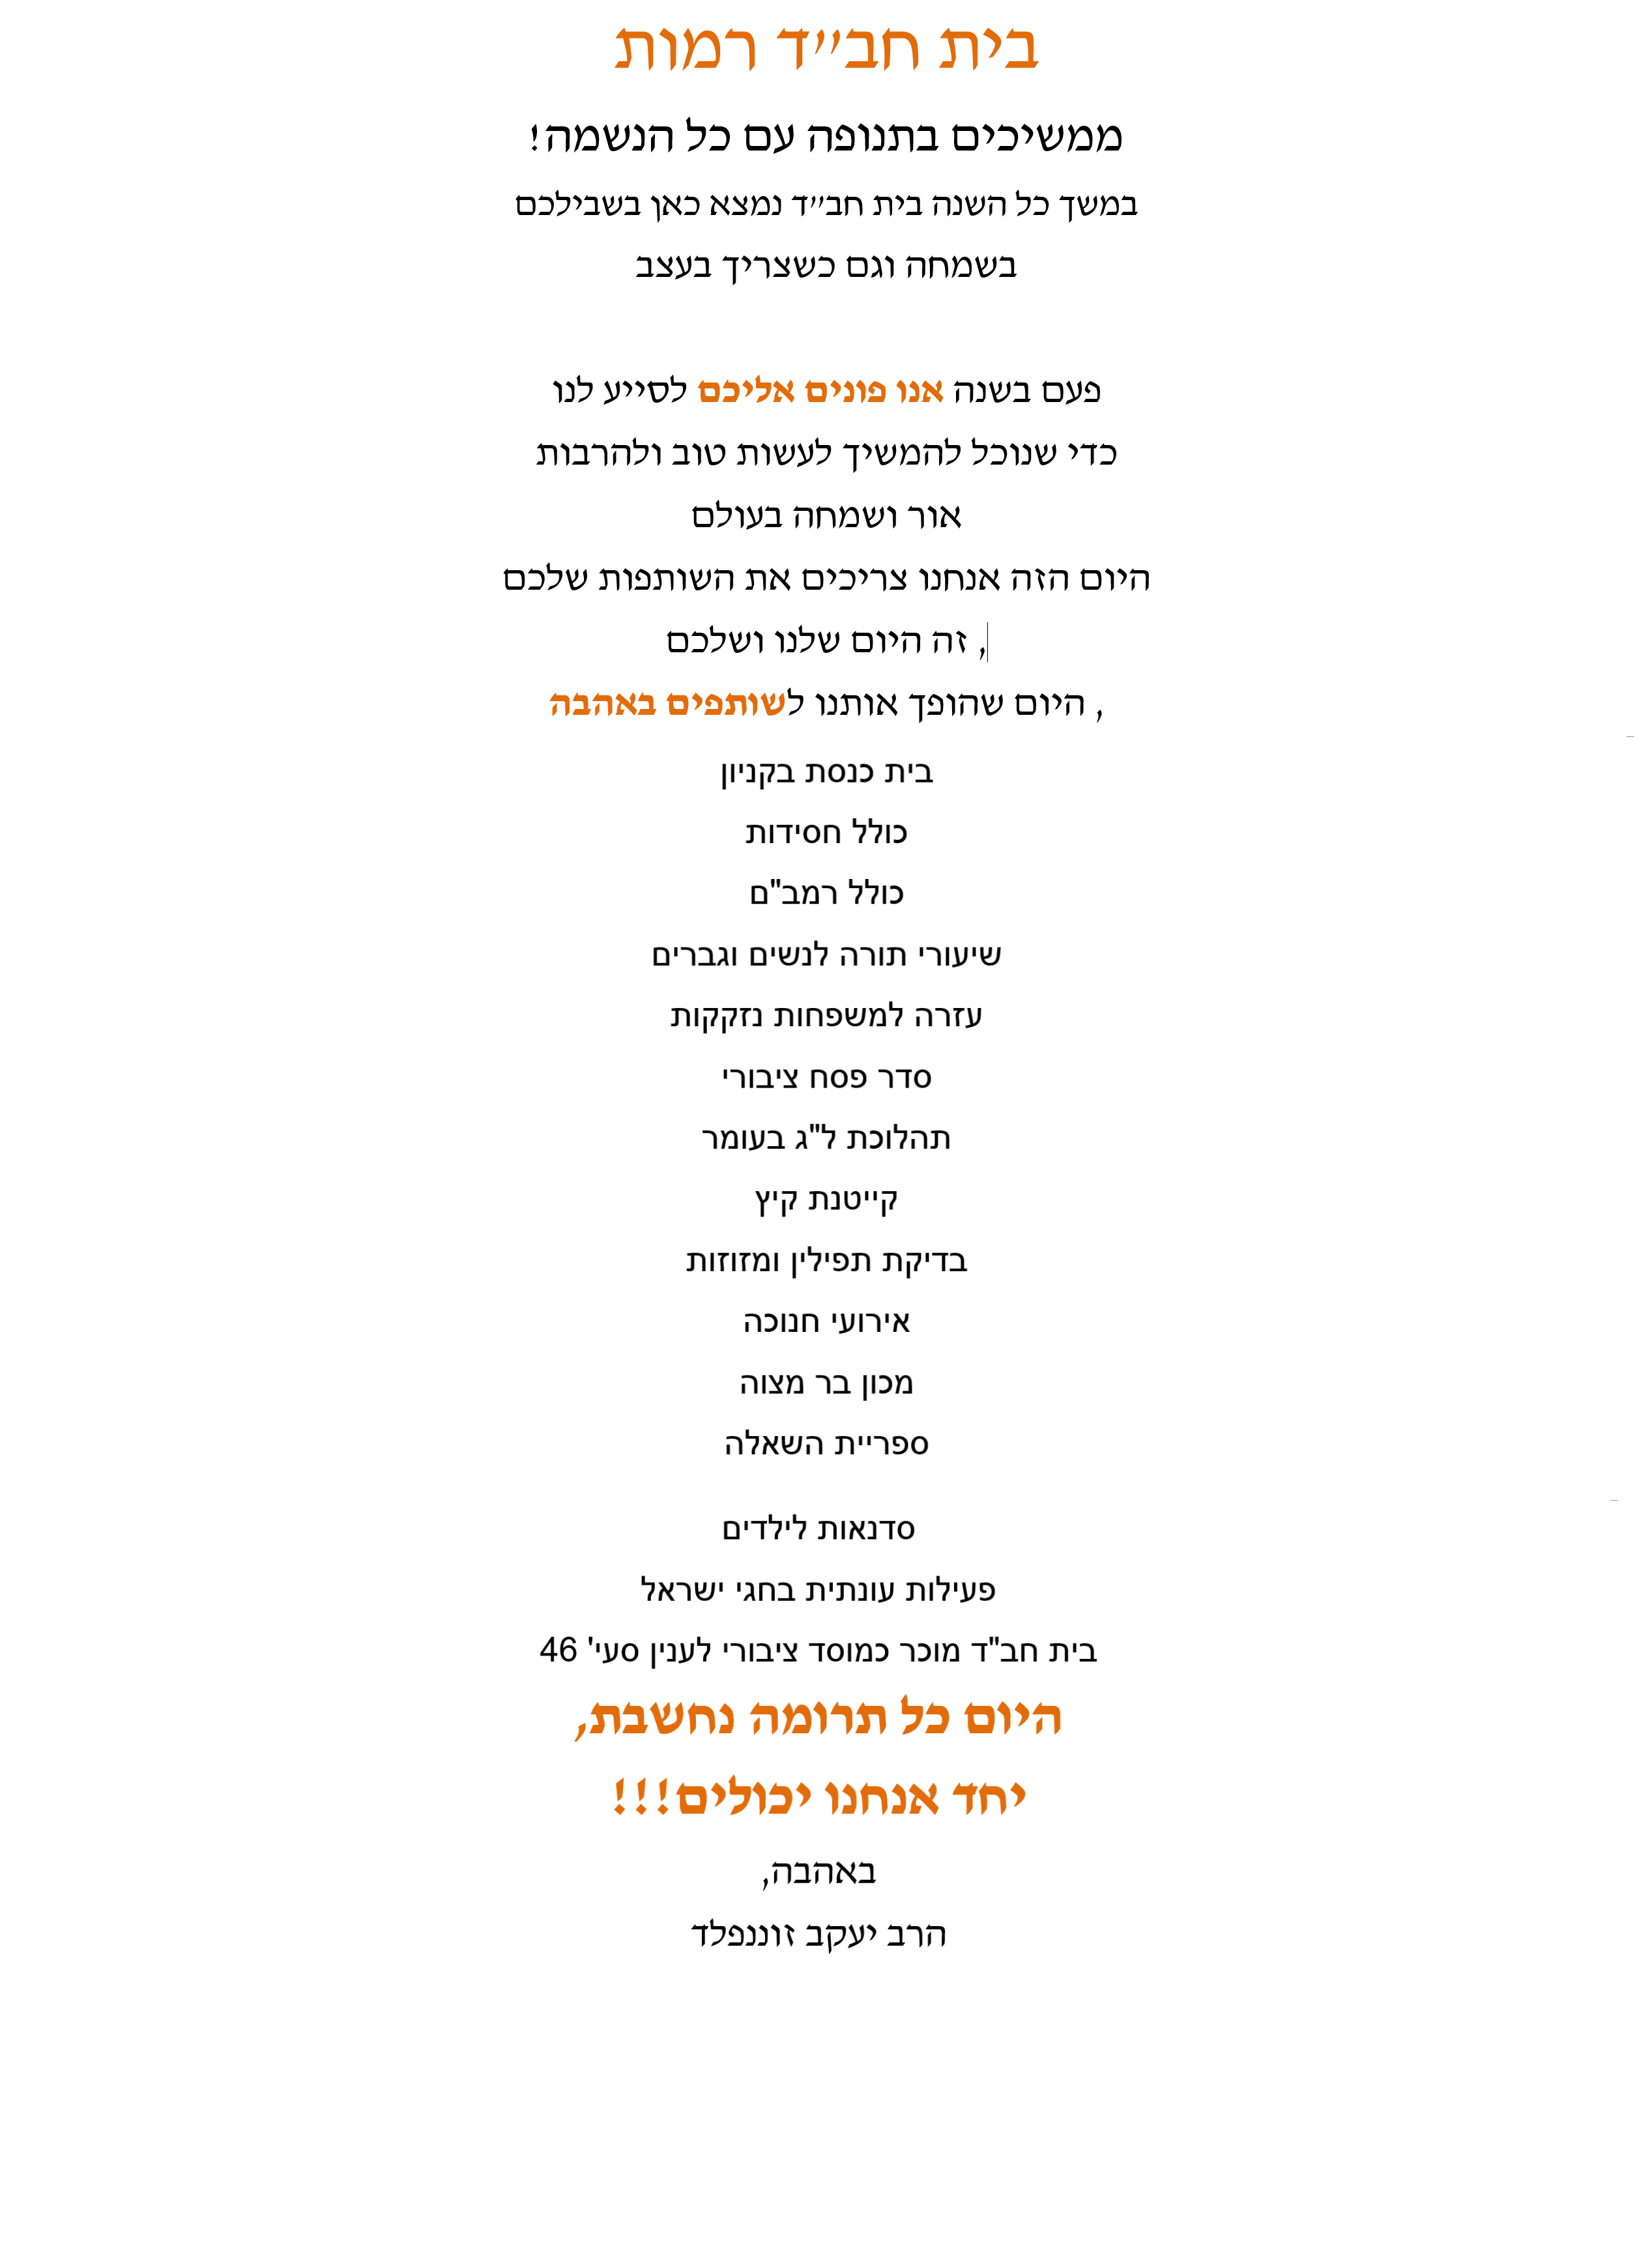 בית חב״ד רמות
ממשיכים בתנופה עם כל הנשמה!
במשך כל השנה בית חב״ד נמצא כאן בשבילכם
בשמחה וגם כשצריך בעצב
פעם בשנה אנו פונים אליכם לסייע לנו
כדי שנוכל להמשיך לעשות טוב ולהרבות
אור ושמחה בעולם
היום הזה אנחנו צריכים את השותפות שלכם
, זה היום שלנו ושלכם
, היום שהופך אותנו לשותפים באהבה
בית כנסת בקניון
כולל חסידות
כולל רמב"ם
שיעורי תורה לנשים וגברים
עזרה למשפחות נזקקות
סדר פסח ציבורי
תהלוכת ל"ג בעומר
קייטנת קיץ
בדיקת תפילין ומזוזות
אירועי חנוכה
מכון בר מצוה
ספריית השאלה
סדנאות לילדים
פעילות עונתית בחגי ישראל
בית חב"ד מוכר כמוסד ציבורי לענין סעי' 46
היום כל תרומה נחשבת,
יחד אנחנו יכולים!!!
באהבה,
הרב יעקב זוננפלד